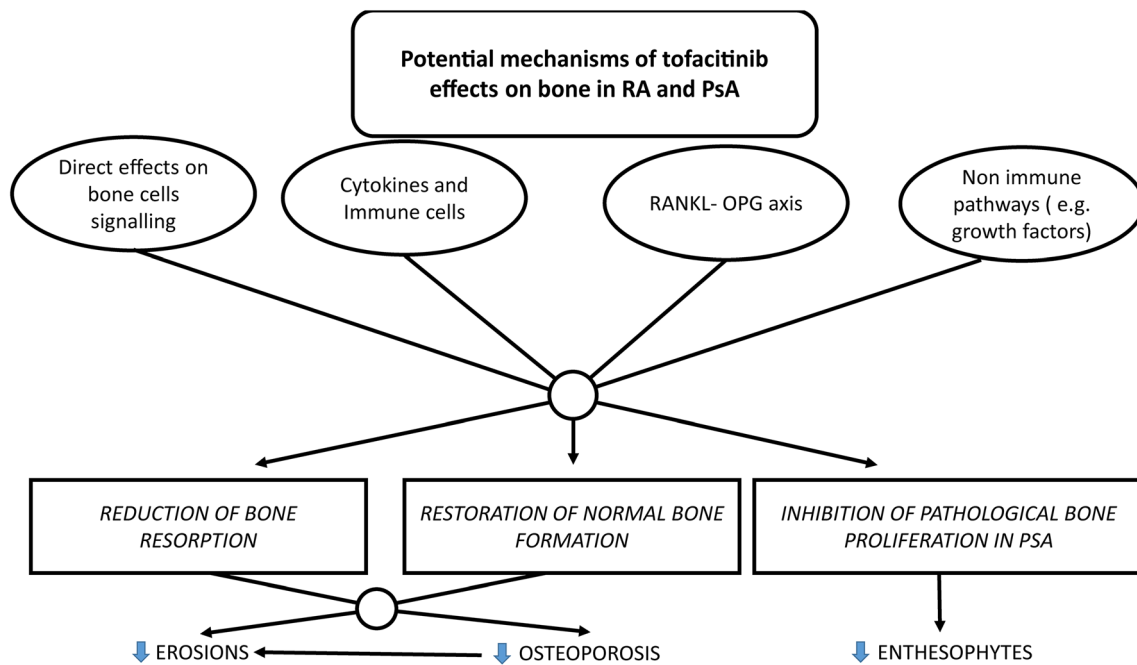 Potential mechanisms of tofacitinib
effects on bone in RA and PsA
Direct effects on
bone cells
signalling
Cytokines and
Immune cells
RANKL- OPG axis
Non immune
pathways ( e.g.
growth factors)
REDUCTION OF BONE
RESORPTION
RESTORATION OF NORMAL BONE
FORMATION
INHIBITION OF PATHOLOGICAL BONE
PROLIFERATION IN PSA
EROSIONS
OSTEOPOROSIS
ENTHESOPHYTES